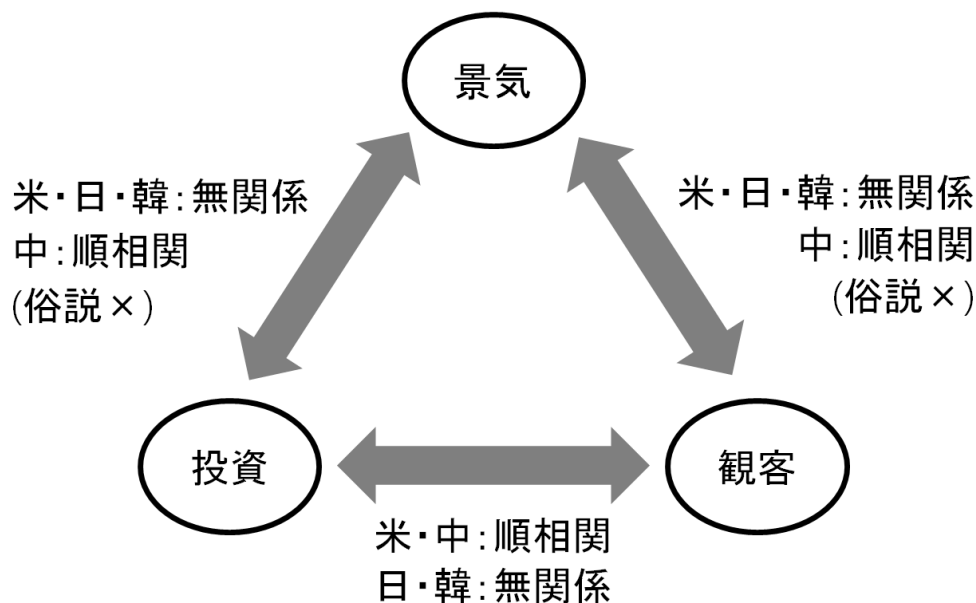 景気
米・日・韓:無関係
中:順相関
(俗説×)
米・日・韓:無関係
中:順相関
(俗説×)
投資
観客
米・中:順相関
日・韓:無関係